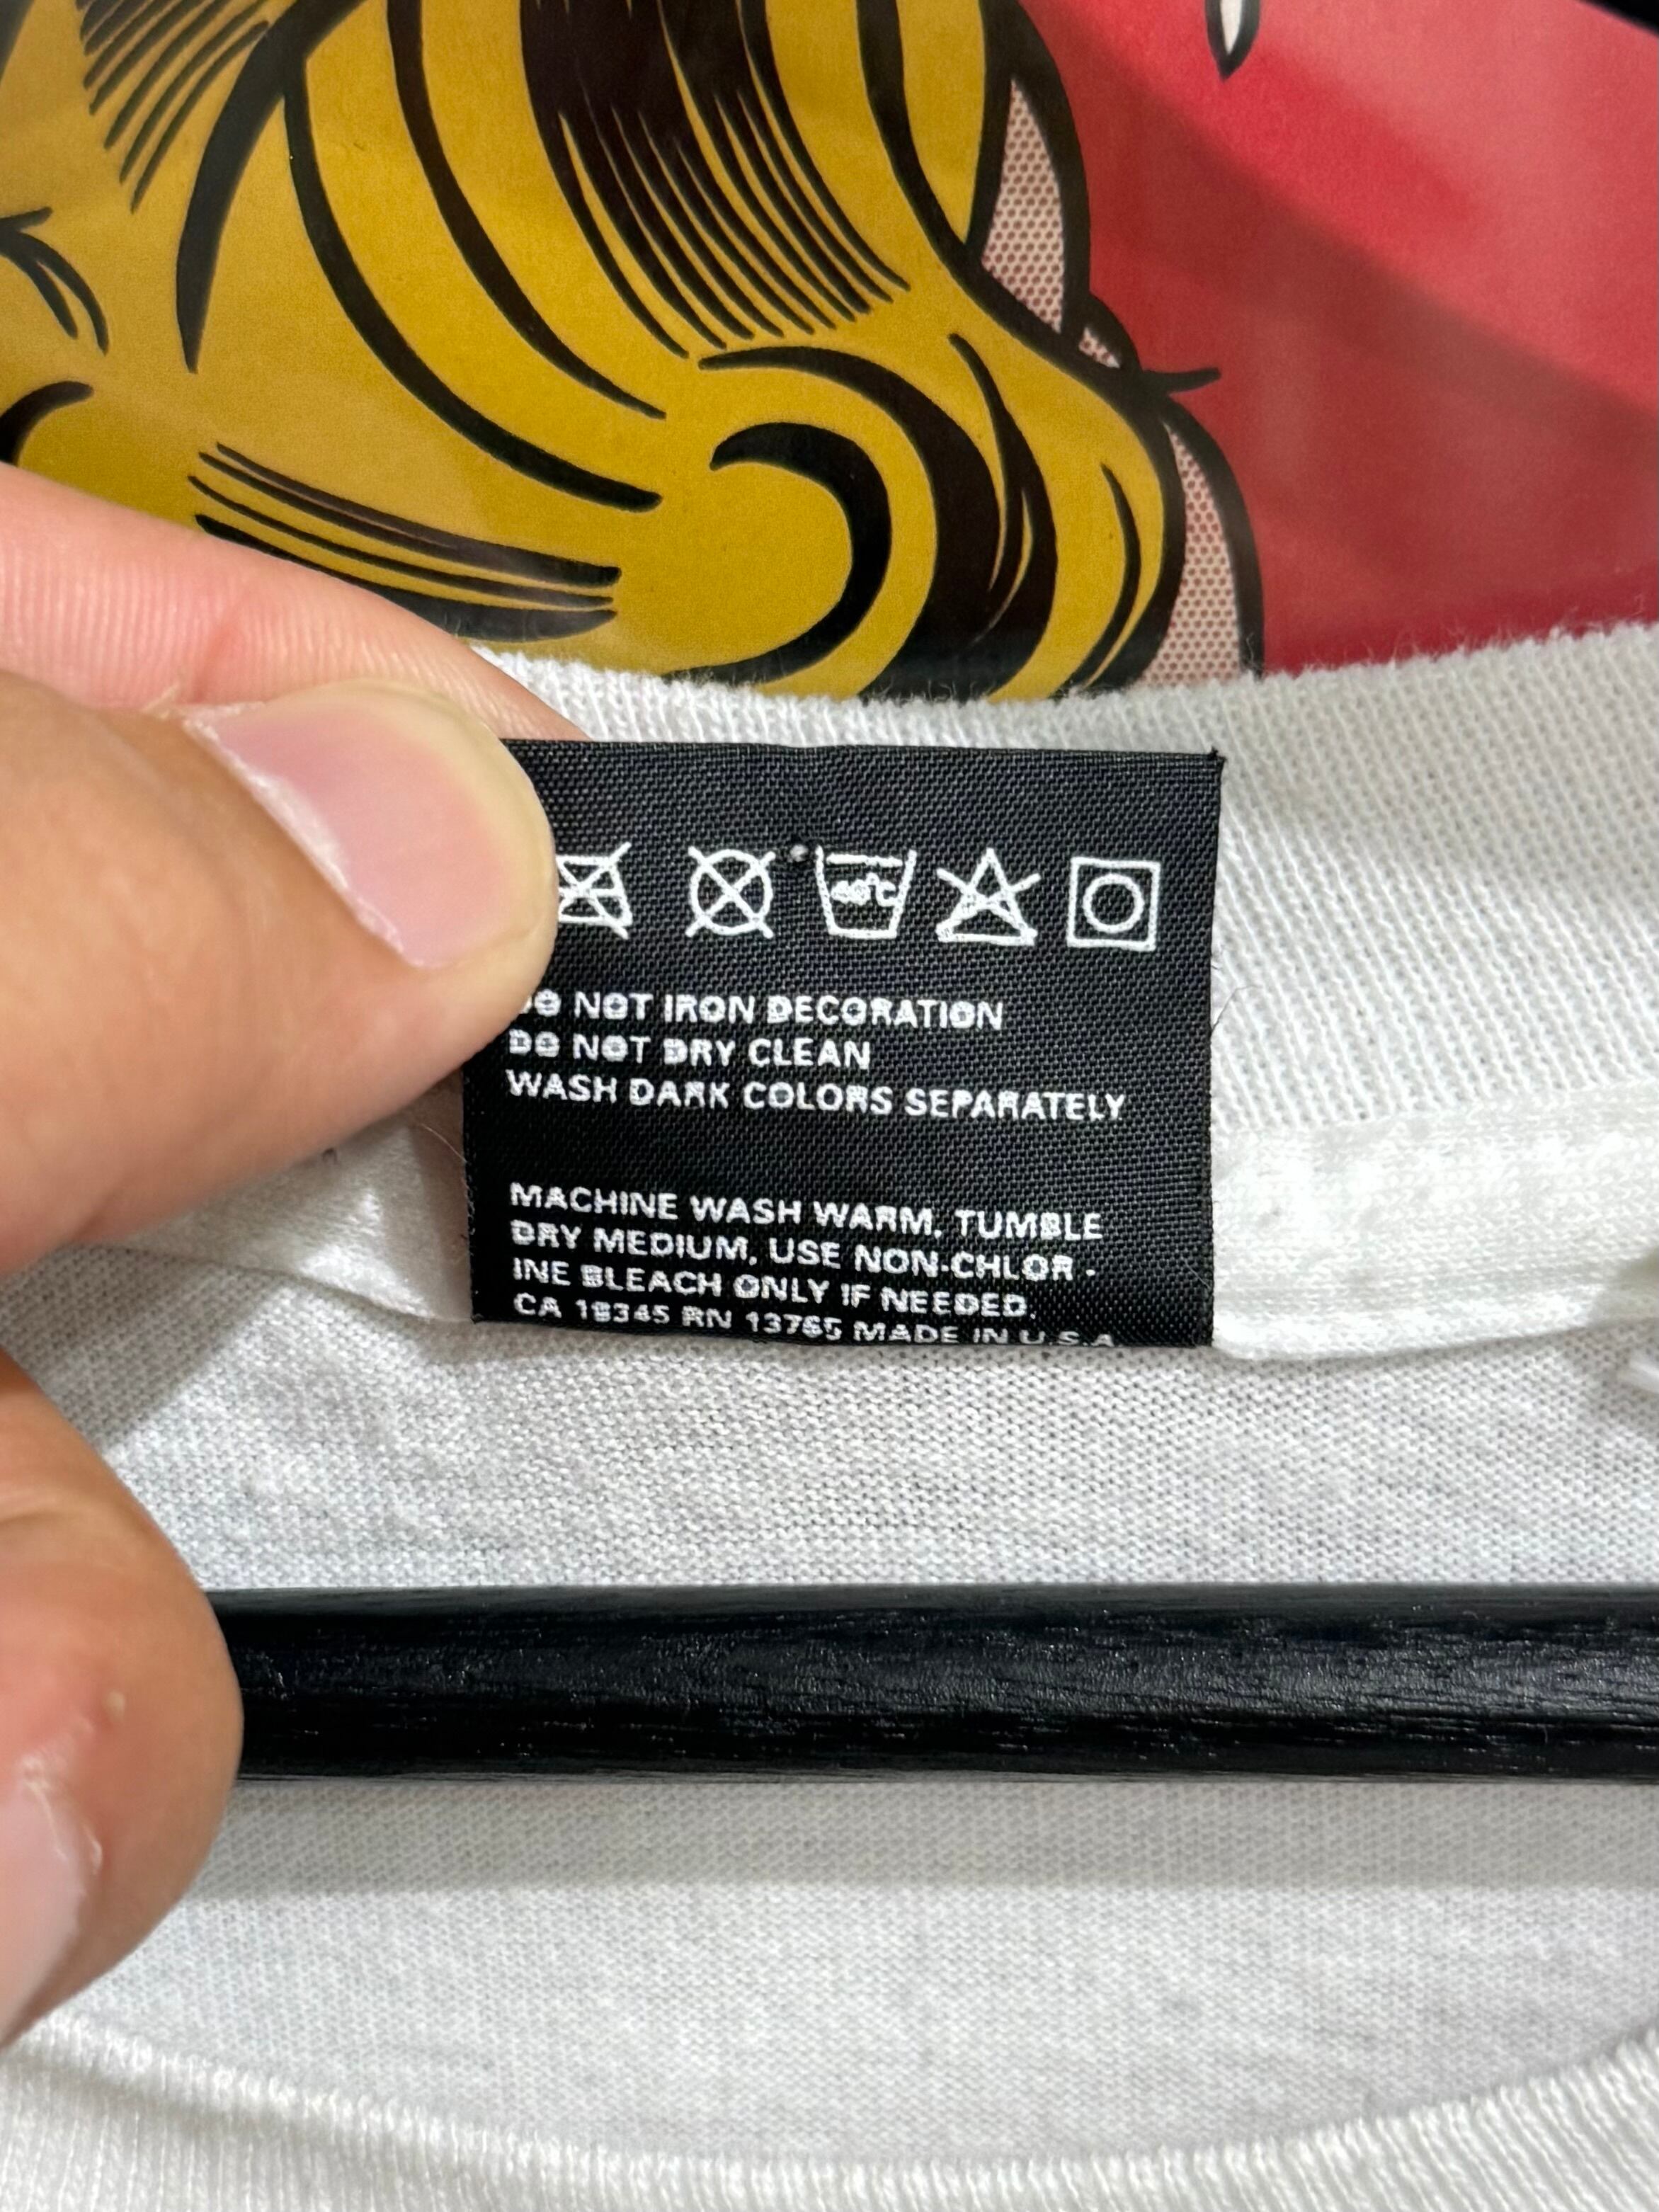 40°C
DO NOT IRON DECORATION
DO NOT DRY CLEAN
WASH DARK COLORS SEPARATELY
MACHINE WASH WARM, TUMBLE
DRY MEDIUM, USE NON-CHLOR -
INE BLEACH ONLY IF NEEDED.
CA 18345 RN 13765 MADE IN U.S.A